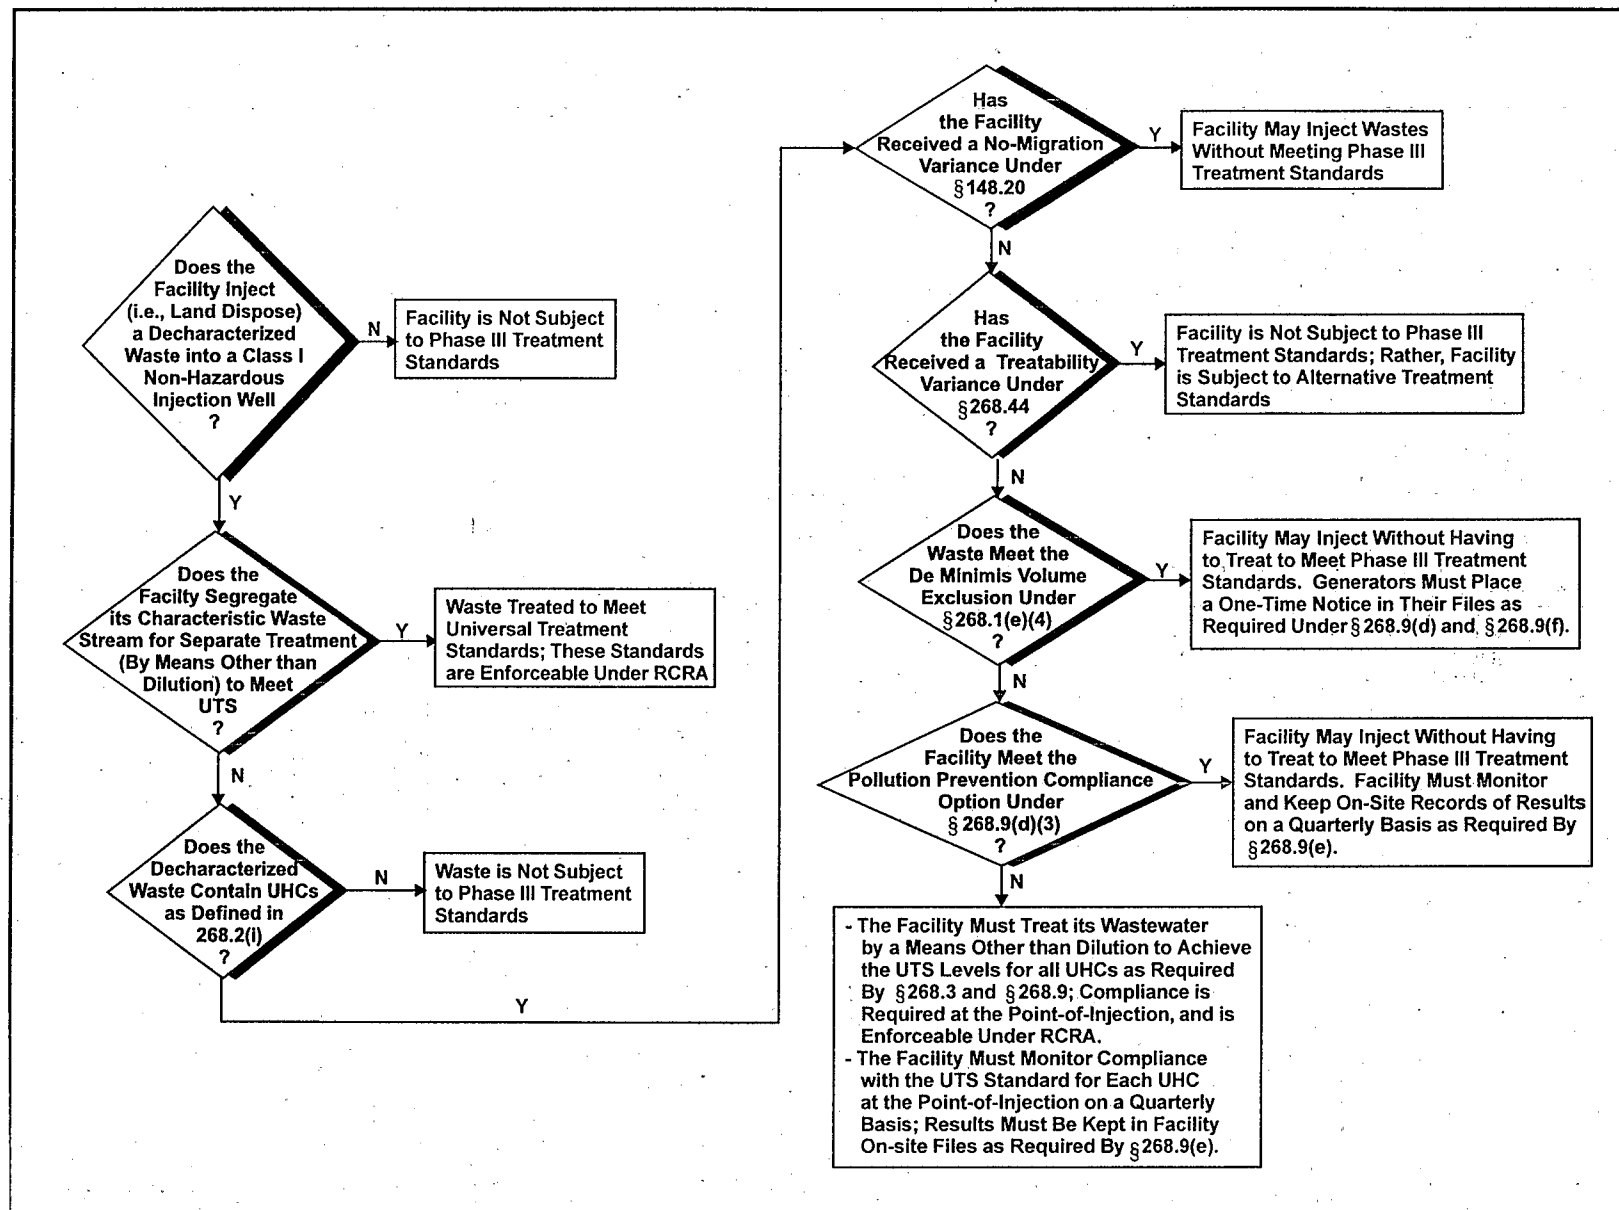 Does the
Facility Inject
(i.e., Land Dispose)
a Decharacterized
Waste into a Class I
Non-Hazardous
Injection Well
?
N
Facility is Not Subject
to Phase III Treatment
Standards
Y
Does the
Facilty Segregate
its Characteristic Waste
Stream for Separate Treatment
(By Means Other than
Dilution) to Meet
UTS
?
Y
Waste Treated to Meet
Universal Treatment
Standards; These Standards
are Enforceable Under RCRA
N
Does the
Decharacterized
Waste Contain UHCs
as Defined in
268.2(i)
?
N
Waste is Not Subject
to Phase III Treatment
Standards
Y
Has
the Facility
Received a No-Migration
Variance Under
§148.20
?
Y
Facility May Inject Wastes
Without Meeting Phase III
Treatment Standards
N
Has
the Facility
Received a Treatability
Variance Under
§268.44
?
Y
Facility is Not Subject to Phase III
Treatment Standards; Rather, Facility
is Subject to Alternative Treatment
Standards
N
Does the
Waste Meet the
De Minimis Volume
Exclusion Under
§268.1(e)(4)
?
Y
Facility May Inject Without Having
to Treat to Meet Phase III Treatment
Standards. Generators Must Place
a One-Time Notice in Their Files as
Required Under §268.9(d) and §268.9(f).
N
Does the
Facility Meet the
Pollution Prevention Compliance
Option Under
§268.9(d)(3)
?
Y
Facility May Inject Without Having
to Treat to Meet Phase III Treatment
Standards. Facility Must Monitor
and Keep On-Site Records of Results
on a Quarterly Basis as Required By
§268.9(e).
N
- The Facility Must Treat its Wastewater
by a Means Other than Dilution to Achieve
the UTS Levels for all UHCs as Required
By §268.3 and §268.9; Compliance is
Required at the Point-of-Injection, and is
Enforceable Under RCRA.
- The Facility Must Monitor Compliance
with the UTS Standard for Each UHC
at the Point-of-Injection on a Quarterly
Basis; Results Must Be Kept in Facility
On-site Files as Required By §268.9(e).